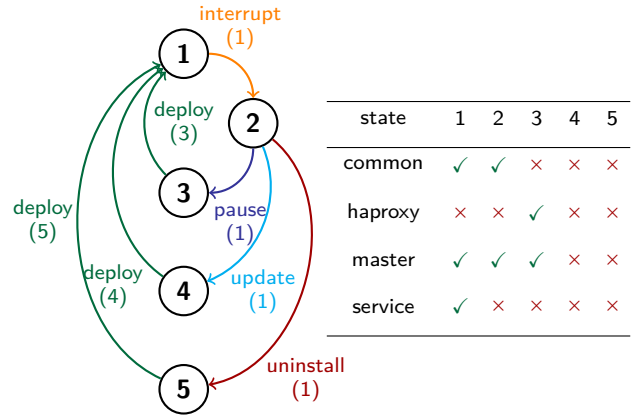 interrupt
(1)
1
deploy
(3)
2
3
pause
(1)
deploy
(5)
deploy
(4)
4
update
(1)
uninstall
(1)
5
state 1 2 3 4 5
common ✓ ✓ × × ×
haproxy × × ✓ × ×
master ✓ ✓ ✓ × ×
service ✓ × × × ×